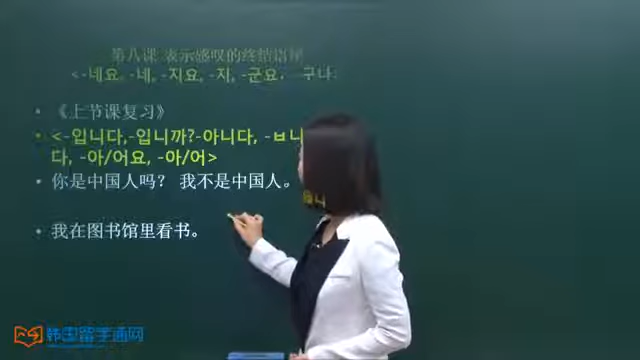 第八课 表示感叹的终结语尾
<-네요, -네, -지요, -지, -군요, -구나
• 《上节课复习》
• <-입니다,-입니까?-아니다, -ㅂ니
다, -아/어요, -아/어>
• 你是中国人吗? 我不是中国人。
• 我在图书馆里看书。
韩国留学通网